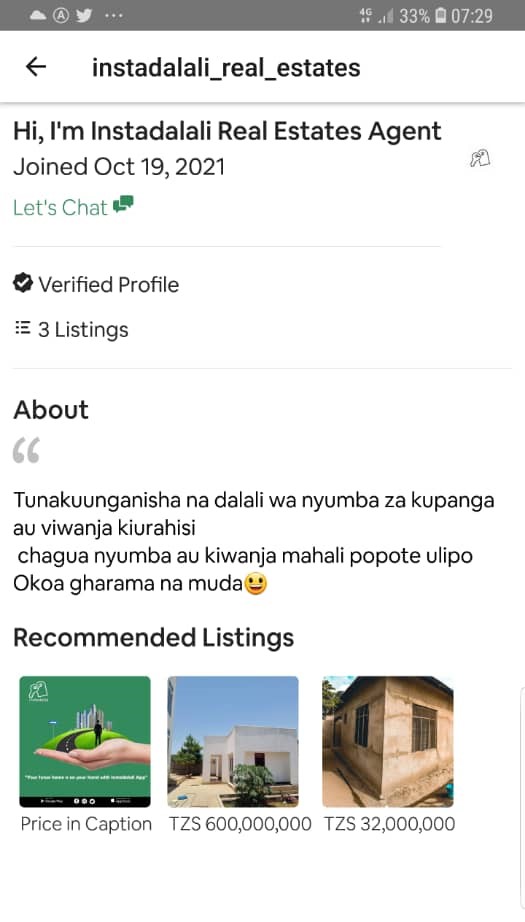 4G 33% 07:29
instadalali_real_estates
Hi, I'm Instadalali Real Estates Agent
Joined Oct 19, 2021
Let's Chat
Verified Profile
3 Listings
About
Tunakuunganisha na dalali wa nyumba za kupanga
au viwanja kiurahisi
chagua nyumba au kiwanja mahali popote ulipo
Okoa gharama na muda😃
Recommended Listings
"Your future home is on your hand with Instadalali App"
Price in Caption
TZS 600,000,000
TZS 32,000,000